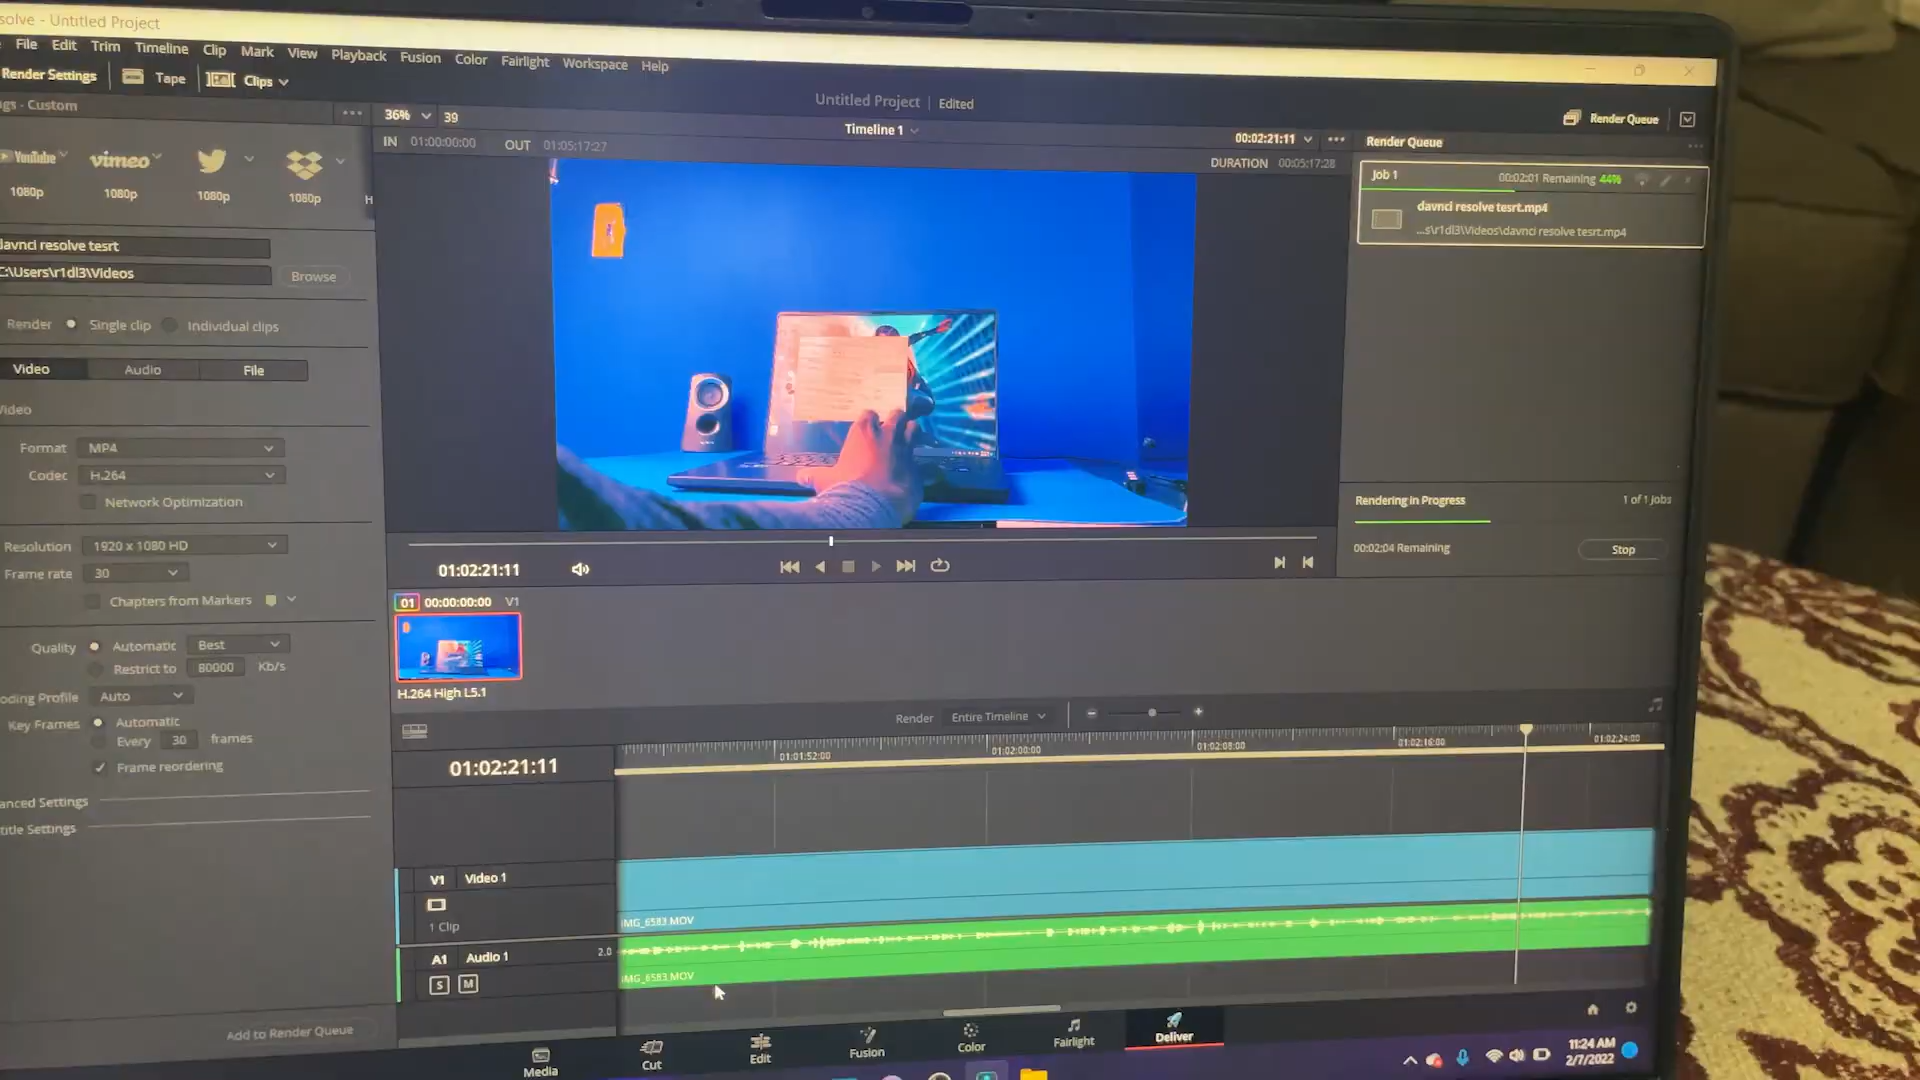 solve - Untitled Project
File Edit Trim Timeline Clip Mark View Playback Fusion Color Fairlight Workspace Help
Render Settings Tape Clips
Untitled Project Edited
Render Queue
gs - Custom
36% 39
Timeline 1
00:02:21:11
Render Queue
IN 01:00:00:00 OUT 01:05:17:27
DURATION 00:05:17:28
YouTube vimeo
1080p 1080p 1080p 1080p H
Job 1 00:02:01 Remaining 44%
davnci resolve tesrt.mp4
...s\r1dl3\Videos\davnci resolve tesrt.mp4
davnci resolve tesrt
C:\Users\r1dl3\Videos Browse
Render Single clip Individual clips
Video Audio File
Video
Format MP4
Codec H.264
Network Optimization
Resolution 1920 x 1080 HD
Frame rate 30
Chapters from Markers
Quality Automatic Best
Restrict to 80000 Kb/s
oding Profile Auto
Key Frames Automatic
Every 30 frames
Frame reordering
anced Settings
title Settings
Add to Render Queue
Rendering in Progress 1 of 1 Jobs
00:02:04 Remaining Stop
01:02:21:11
01 00:00:00:00 V1
H.264 High L5.1
Render Entire Timeline
01:02:21:11
01:01:52:00 01:02:00:00 01:02:08:00 01:02:16:00 01:02:24:00
V1 Video 1
1 Clip
IMG_6583.MOV
A1 Audio 1 2.0
S M
IMG_6583.MOV
Media Cut Edit Fusion Color Fairlight Deliver
11:24 AM
2/7/2022